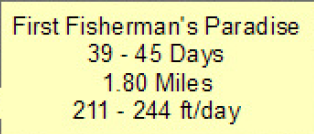 First Fisherman's Paradise
39 - 45 Days
1.80 Miles
211 - 244 ft/day